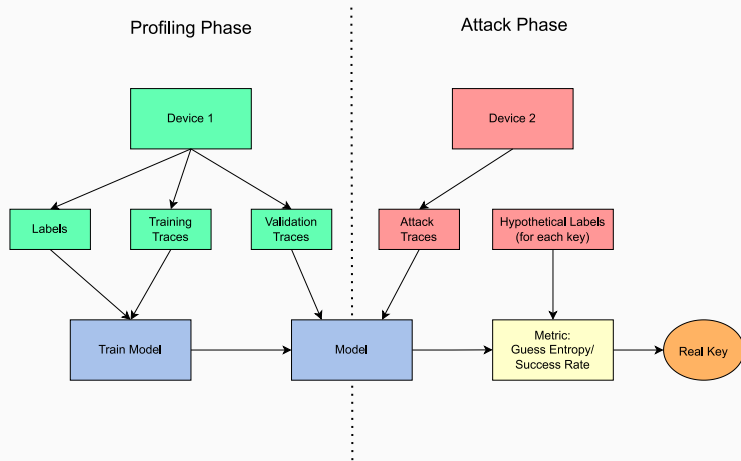 Profiling Phase
Attack Phase
Device 1
Device 2
Labels
Training
Traces
Validation
Traces
Attack
Traces
Hypothetical Labels
(for each key)
Train Model
Model
Metric:
Guess Entropy/
Success Rate
Real Key